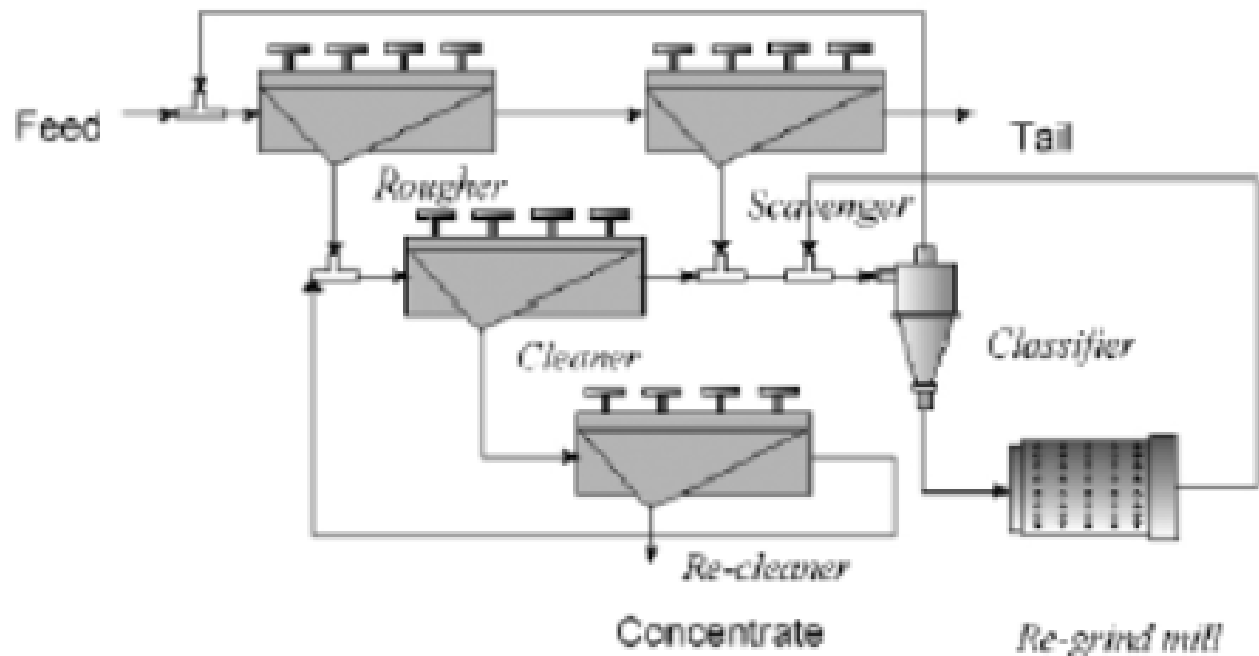 Feed
Tail
Rougher
Scavenger
Cleaner
Classifier
Re-cleaner
Concentrate
Re-grind mill